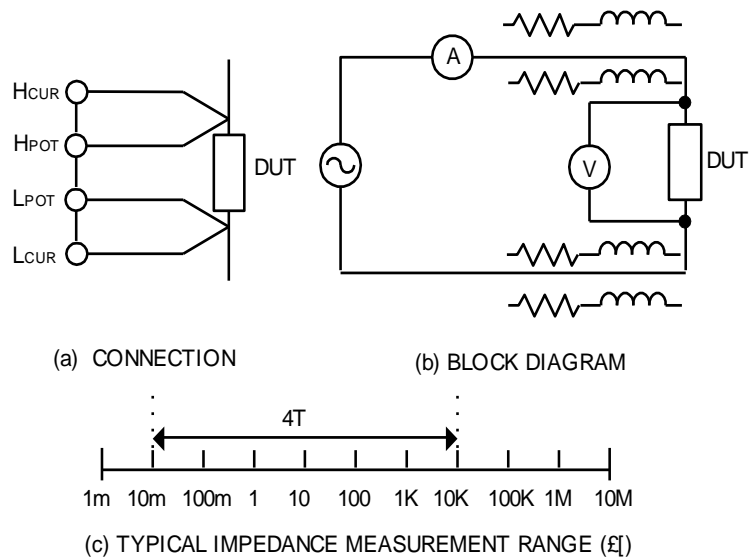 HCUR
HPOT
LPOT
LCUR
DUT
A
V
DUT
(a) CONNECTION
(b) BLOCK DIAGRAM
4T
1m 10m 100m 1 10 100 1K 10K 100K 1M 10M
(c) TYPICAL IMPEDANCE MEASUREMENT RANGE (£[)